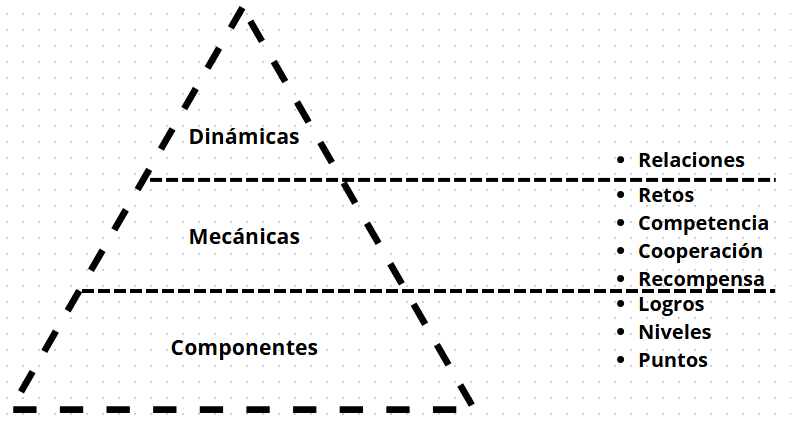 Dinámicas
• Relaciones
Mecánicas
• Retos
• Competencia
• Cooperación
• Recompensa
Componentes
• Logros
• Niveles
• Puntos